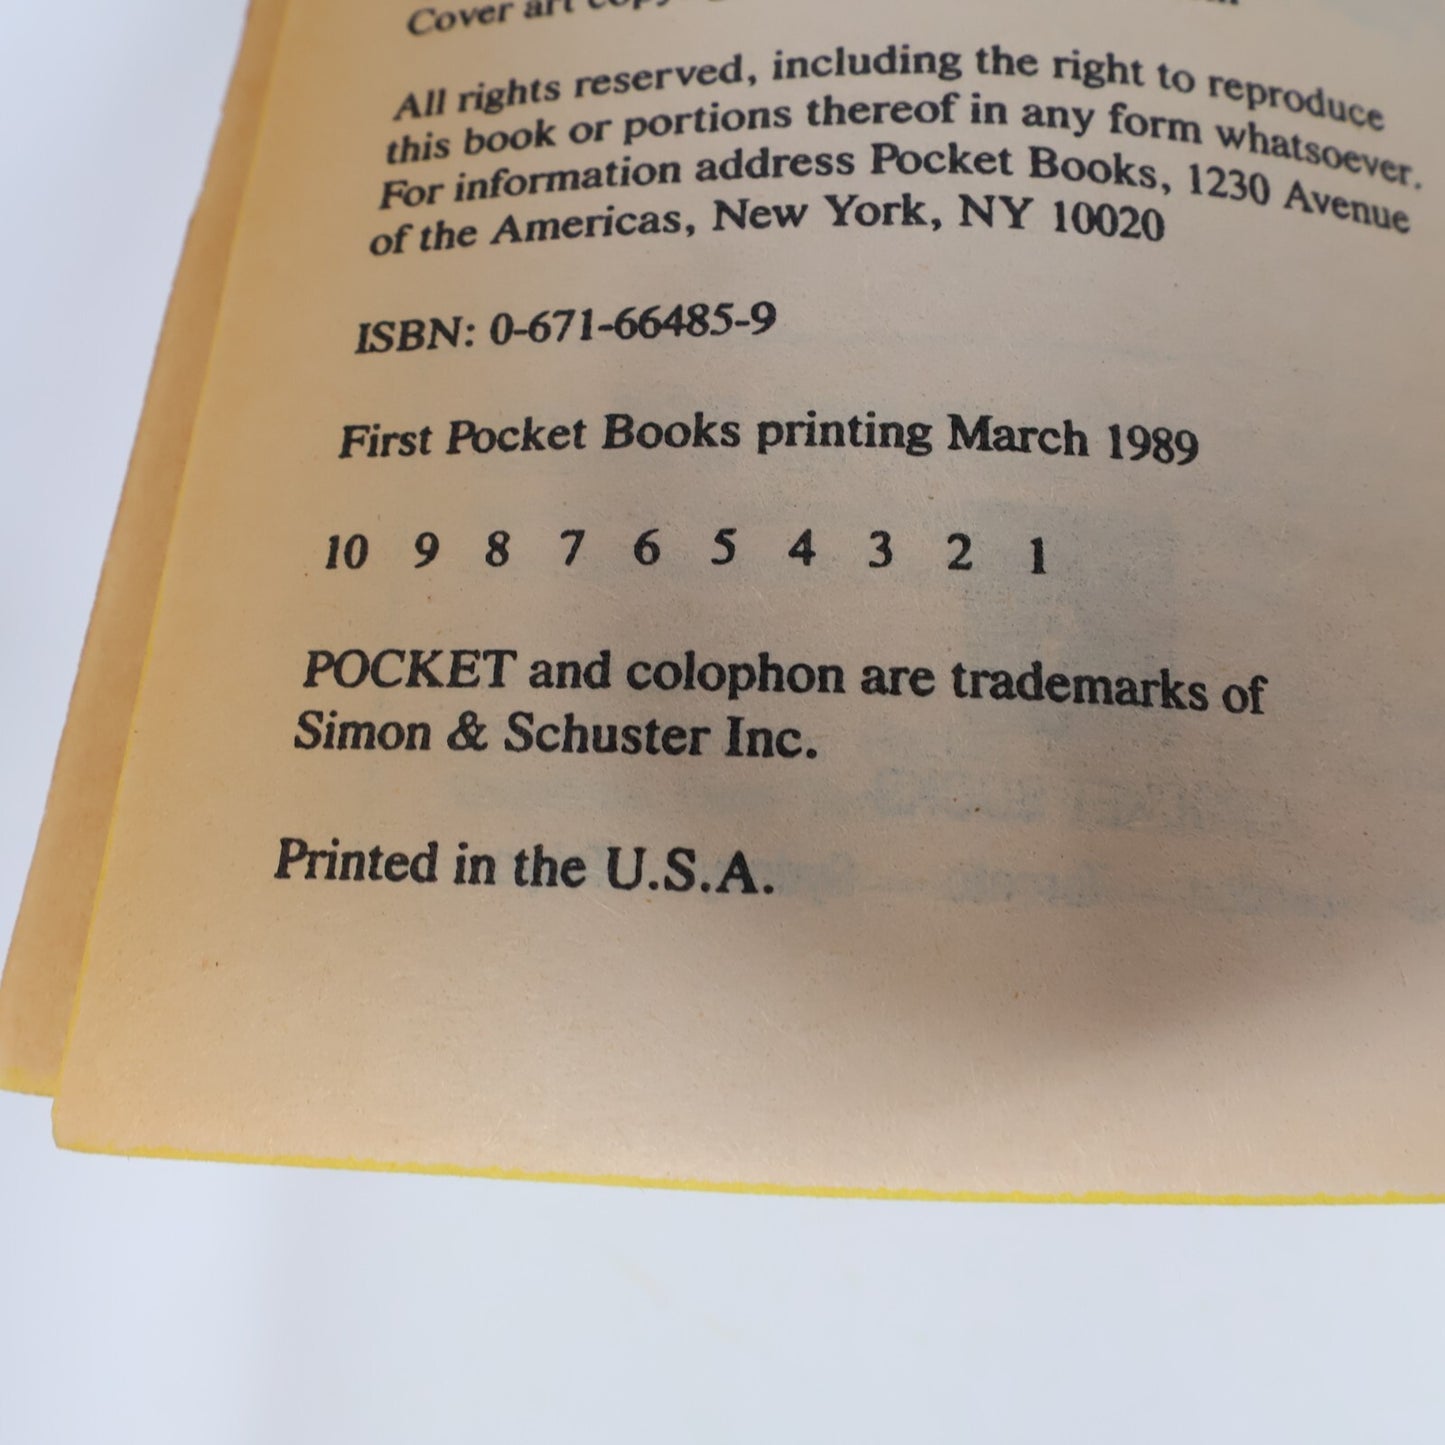 Cover art
All rights reserved, including the right to reproduce
this book or portions thereof in any form whatsoever.
For information address Pocket Books, 1230 Avenue
of the Americas, New York, NY 10020
ISBN: 0-671-66485-9
First Pocket Books printing March 1989
10 9 8 7 6 5 4 3 2 1
POCKET and colophon are trademarks of
Simon & Schuster Inc.
Printed in the U.S.A.